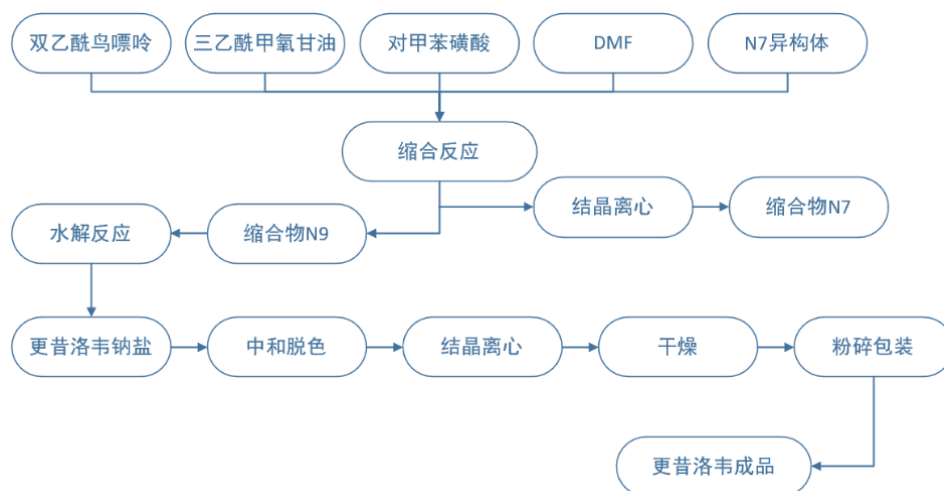 双乙酰鸟嘌呤
三乙酰甲氧甘油
对甲苯磺酸
DMF
N7异构体
缩合反应
结晶离心
缩合物N7
水解反应
缩合物N9
更昔洛韦钠盐
中和脱色
结晶离心
干燥
粉碎包装
更昔洛韦成品